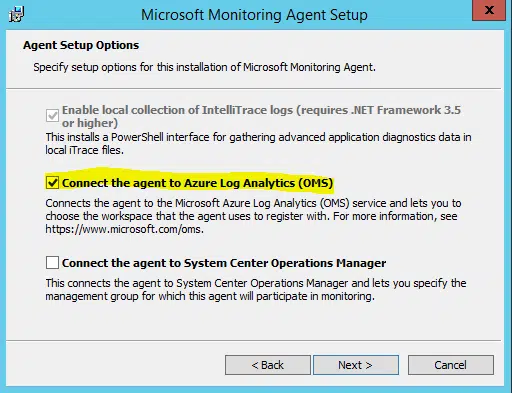 Microsoft Monitoring Agent Setup
x
Agent Setup Options
Specify setup options for this installation of Microsoft Monitoring Agent.
Enable local collection of IntelliTrace logs (requires .NET Framework 3.5
or higher)
This installs a PowerShell interface for gathering advanced application diagnostics data in
local iTrace files.
Connect the agent to Azure Log Analytics (OMS)
Connects the agent to the Microsoft Azure Log Analytics (OMS) service and lets you to
choose the workspace that the agent uses to register with. For more information, see
https://www.microsoft.com/oms.
Connect the agent to System Center Operations Manager
This connects the agent to System Center Operations Manager and lets you specify the
management group for which this agent will participate in monitoring.
< Back
Next >
Cancel